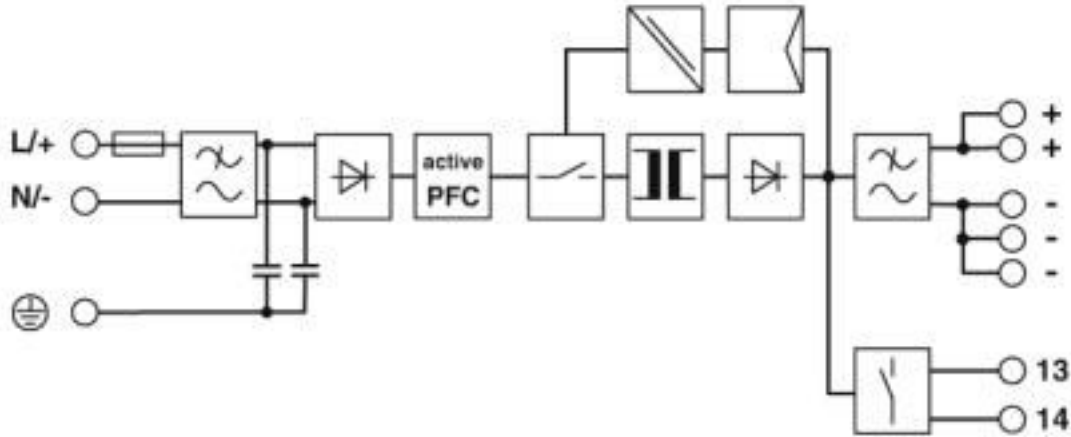 L/+
N/-
active
PFC
+
+
-
-
-
13
14